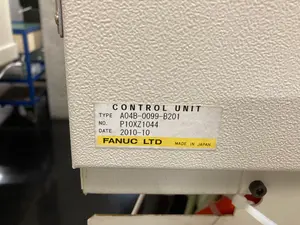 CONTROL UNIT
TYPE A04B-0099-B201
NO. P10XZ1044
DATE 2010-10
FANUC LTD MADE IN JAPAN